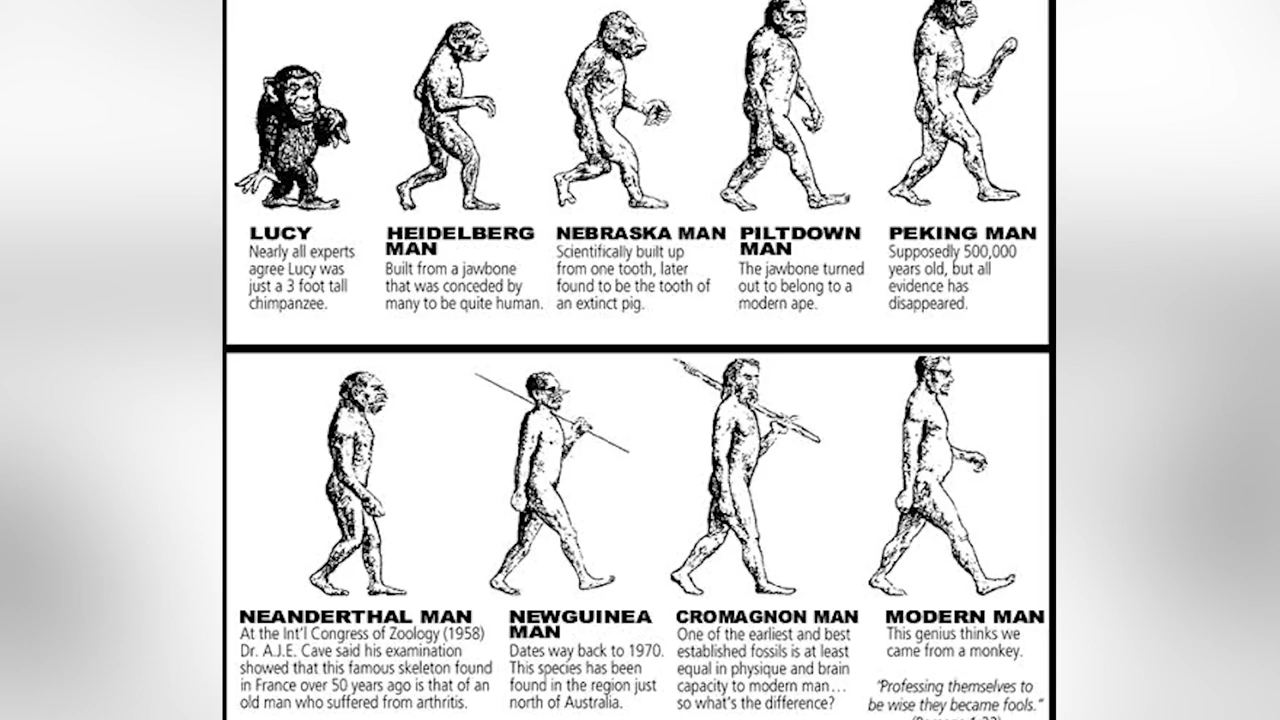 LUCY
Nearly all experts
agree Lucy was
just a 3 foot tall
chimpanzee.
HEIDELBERG
MAN
Built from a jawbone
that was conceded by
many to be quite human.
NEBRASKA MAN
Scientifically built up
from one tooth, later
found to be the tooth of
an extinct pig.
PILTDOWN
MAN
The jawbone turned
out to belong to a
modern ape.
PEKING MAN
Supposedly 500,000
years old, but all
evidence has
disappeared.
NEANDERTHAL MAN
At the Int'l Congress of Zoology (1958)
Dr. A.J.E. Cave said his examination
showed that this famous skeleton found
in France over 50 years ago is that of an
old man who suffered from arthritis.
NEWGUINEA
MAN
Dates way back to 1970.
This species has been
found in the region just
north of Australia.
CROMAGNON MAN
One of the earliest and best
established fossils is at least
equal in physique and brain
capacity to modern man...
so what's the difference?
MODERN MAN
This genius thinks we
came from a monkey.
"Professing themselves to
be wise they became fools."